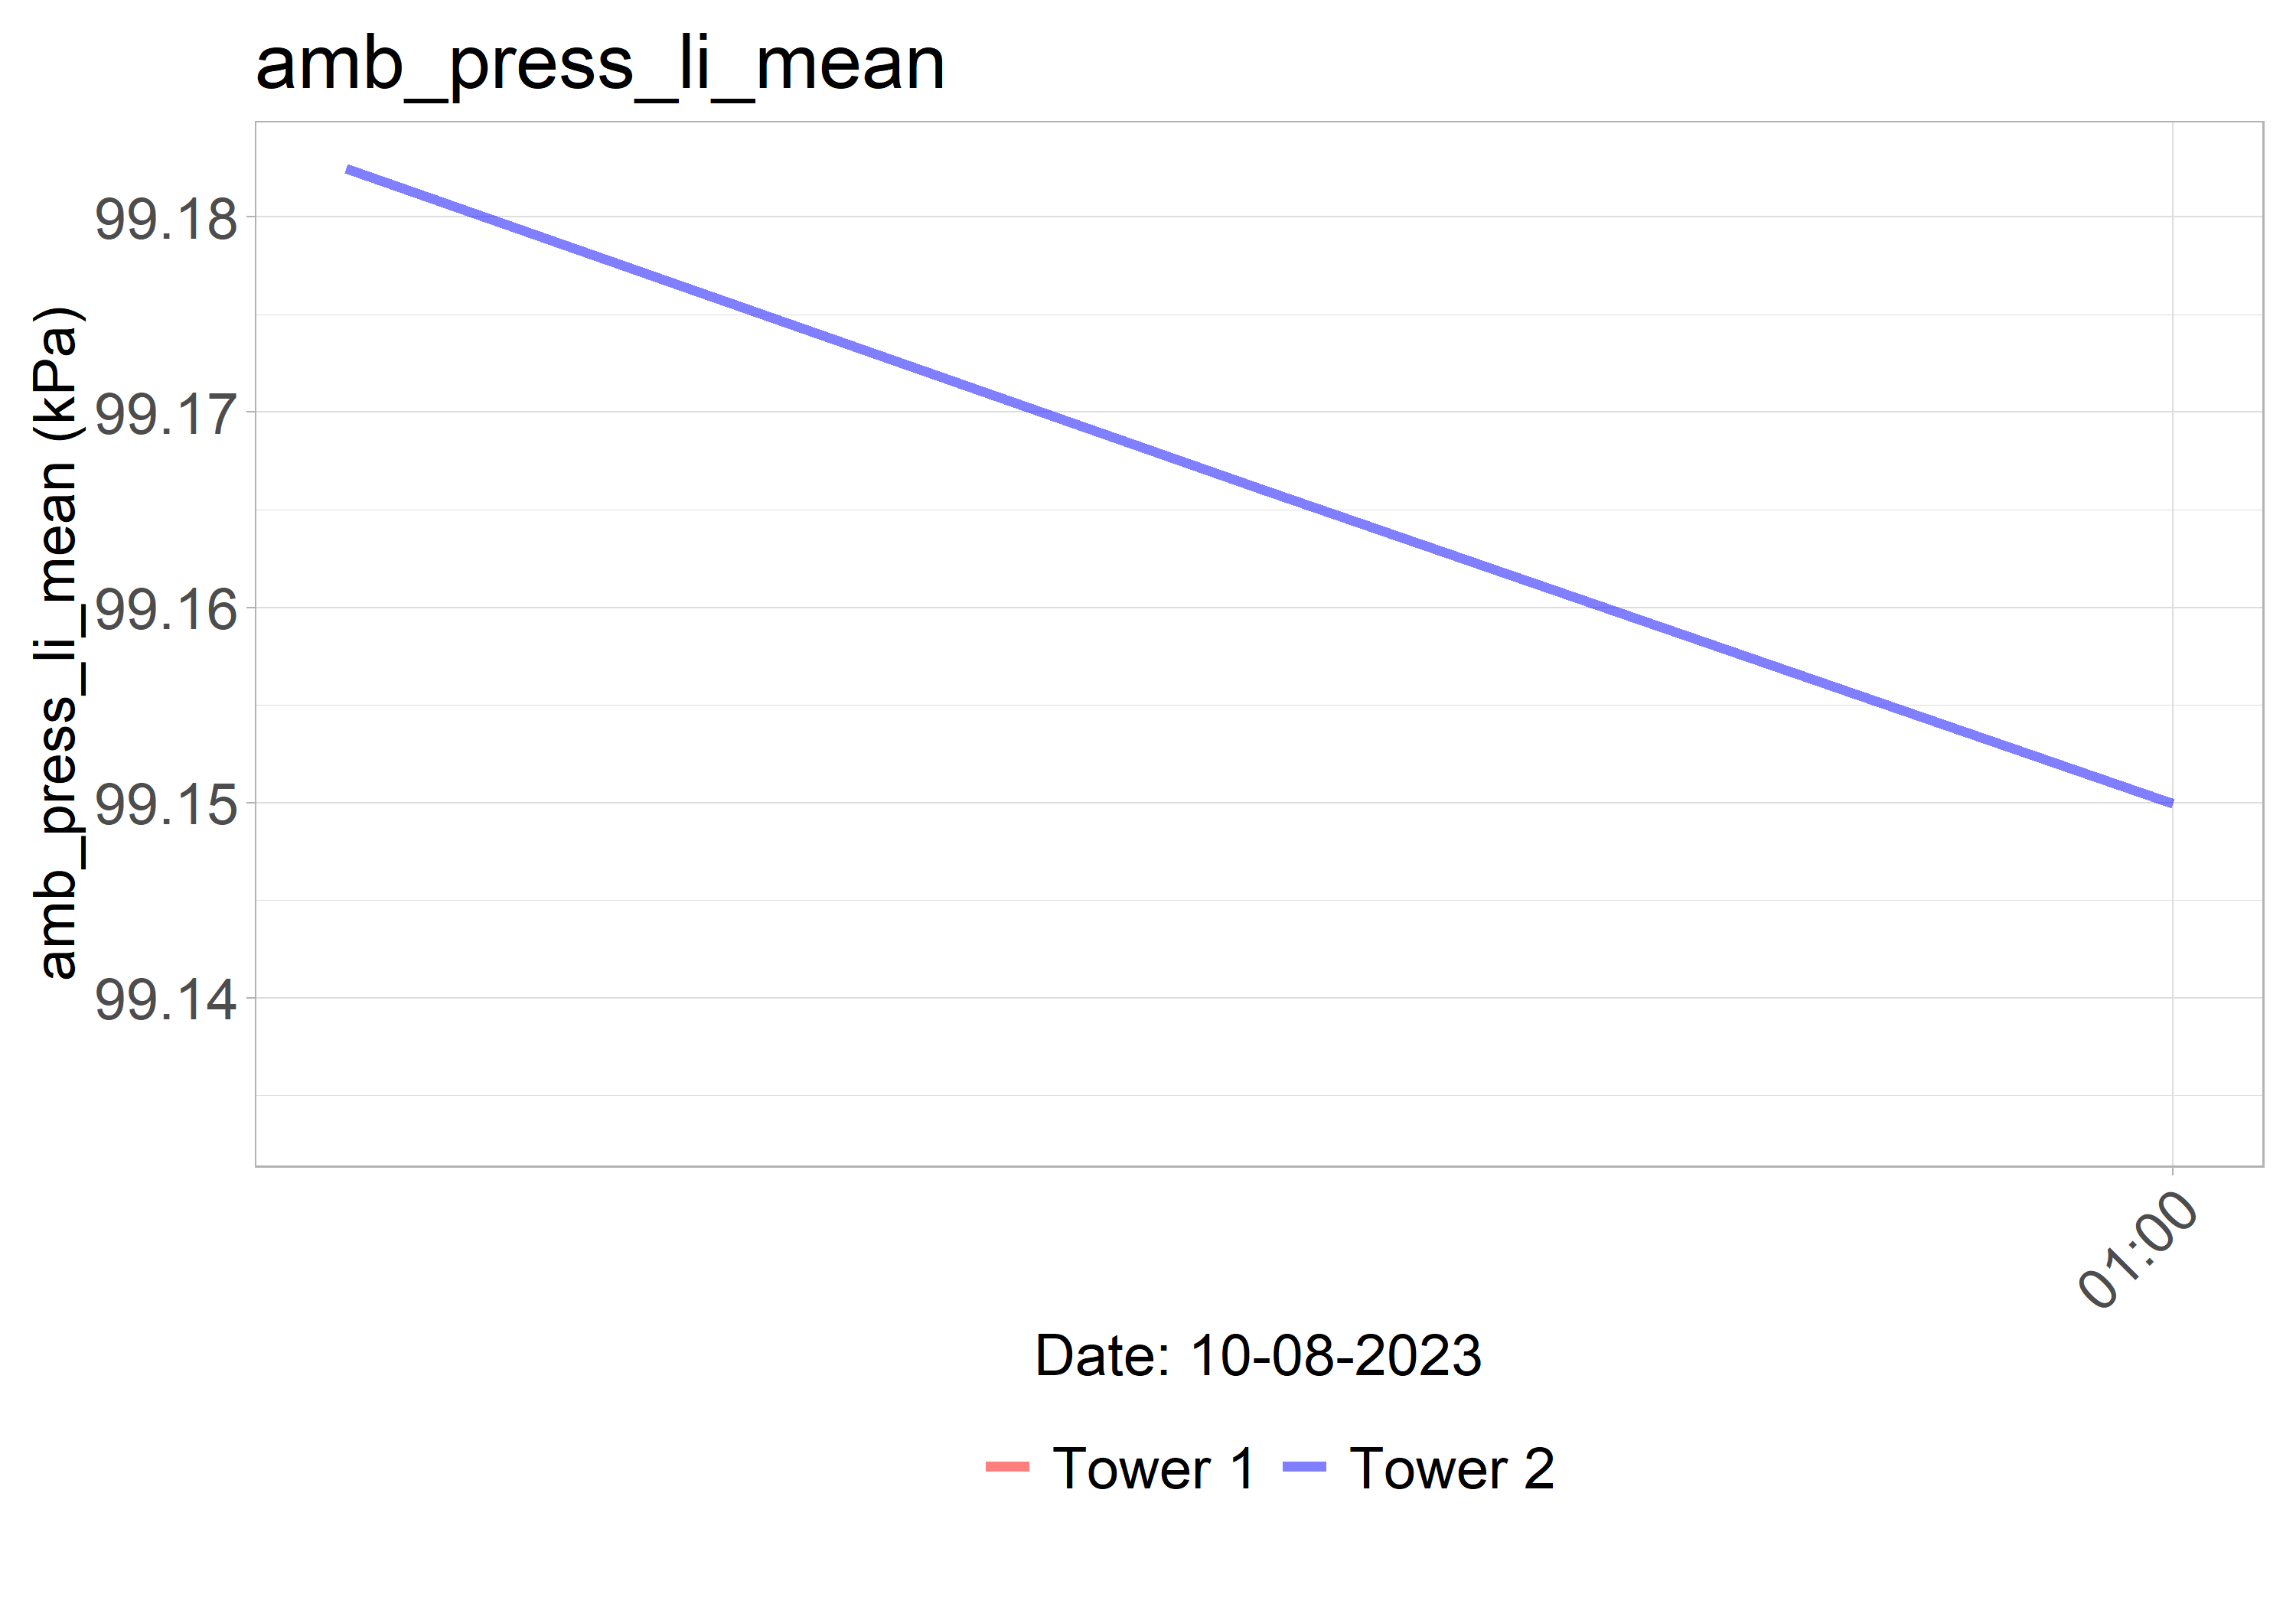 amb_press_li_mean
amb_press_li_mean (kPa)
99.18
99.17
99.16
99.15
99.14
01:00
Date: 10-08-2023
Tower 1 Tower 2